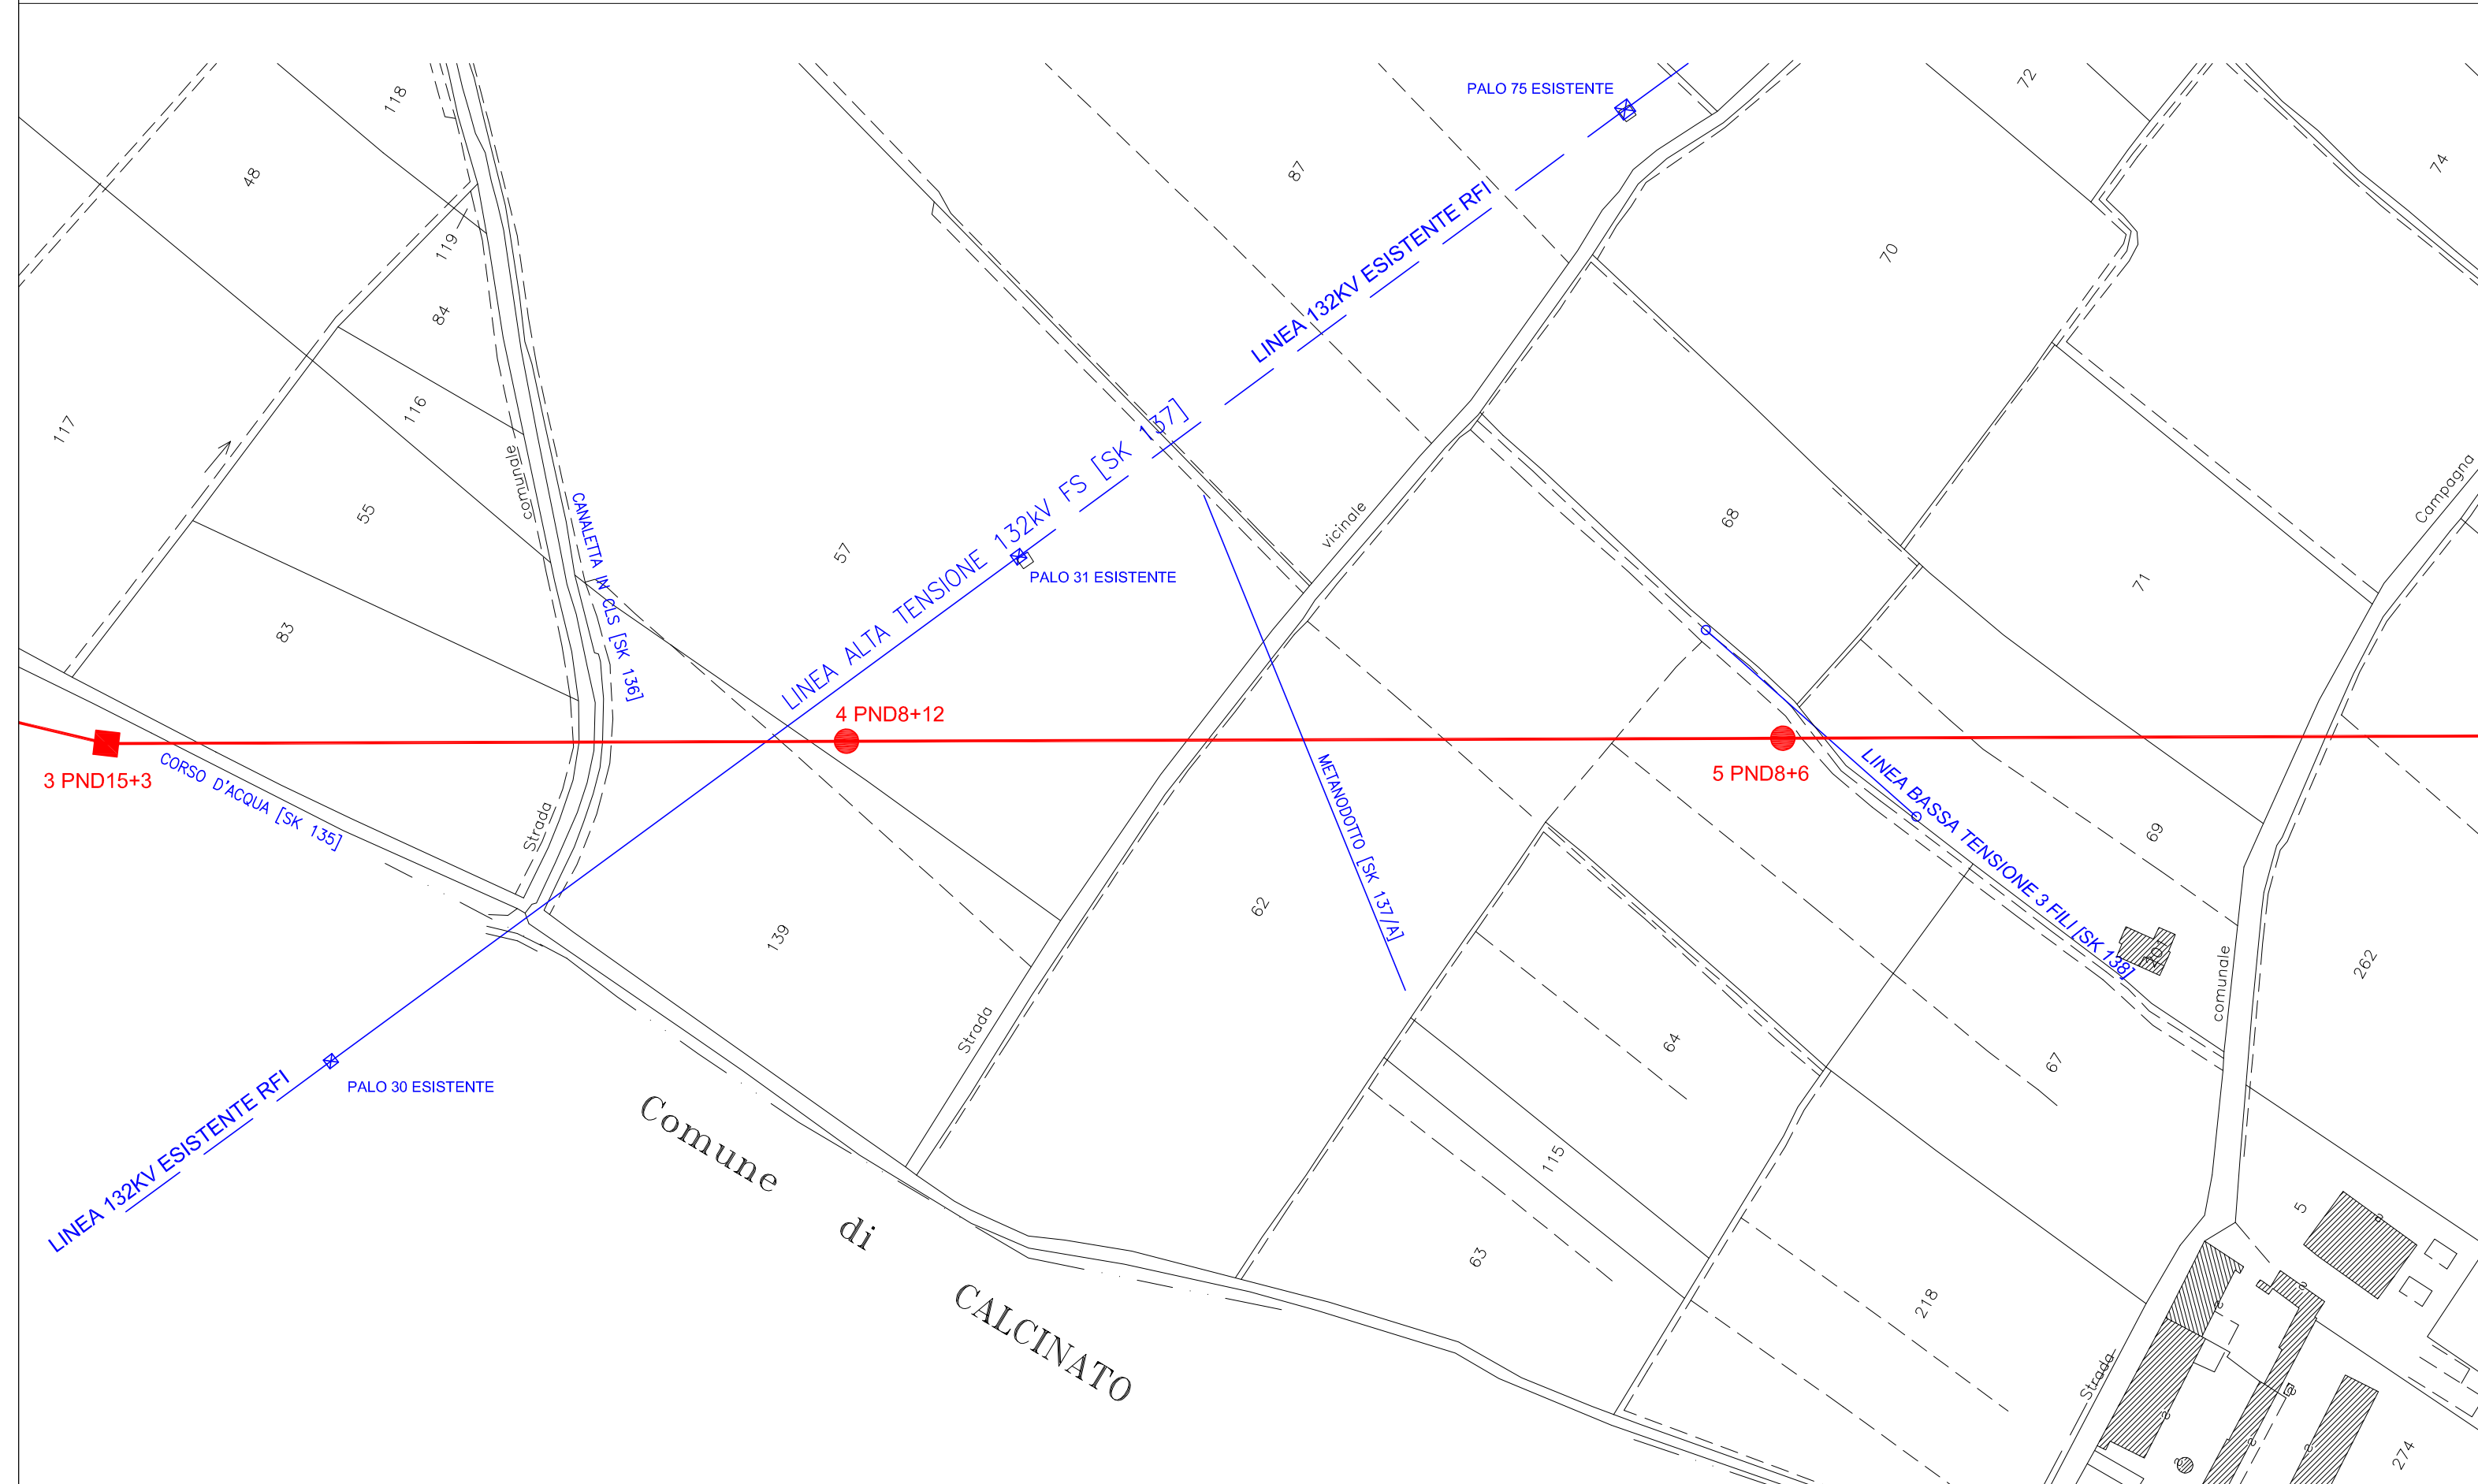 PALO 75 ESISTENTE
72
118
74
87
48
119
70
LINEA 132KV ESISTENTE RFI
84
116
117
LINEA ALTA TENSIONE 132kV FS [SK 137]
Comunale
CANALETTA IN CLS [SK 136]
55
57
vicinale
68
Campagna
PALO 31 ESISTENTE
71
83
4 PND8+12
3 PND15+3
CORSO D'ACQUA [SK 135]
Strada
METANODOTTO [SK 137/A]
5 PND8+6
LINEA BASSA TENSIONE 3 FILI [SK 138]
69
139
62
262
comunale
Strada
64
67
PALO 30 ESISTENTE
LINEA 132KV ESISTENTE RFI
Comune
di
CALCINATO
115
63
218
5
a
a
a
a
a
a
a
a
Strada
274